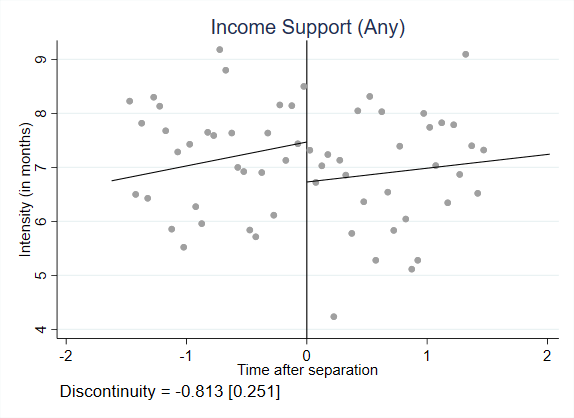 Income Support (Any)
Intensity (in months)
9
8
7
6
5
4
-2
-1
0
1
2
Time after separation
Discontinuity = -0.813 [0.251]